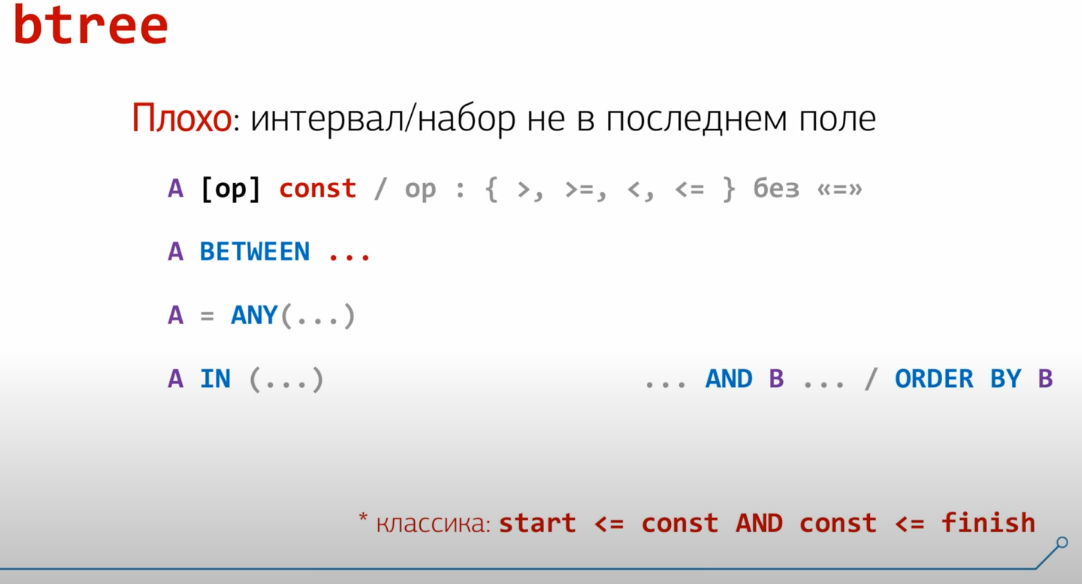 btree
Плохо: интервал/набор не в последнем поле
A [op] const / op : { >, >=, <, <= } без «=»
A BETWEEN ...
A = ANY(...)
A IN (...) ... AND B ... / ORDER BY B
* классика: start <= const AND const <= finish